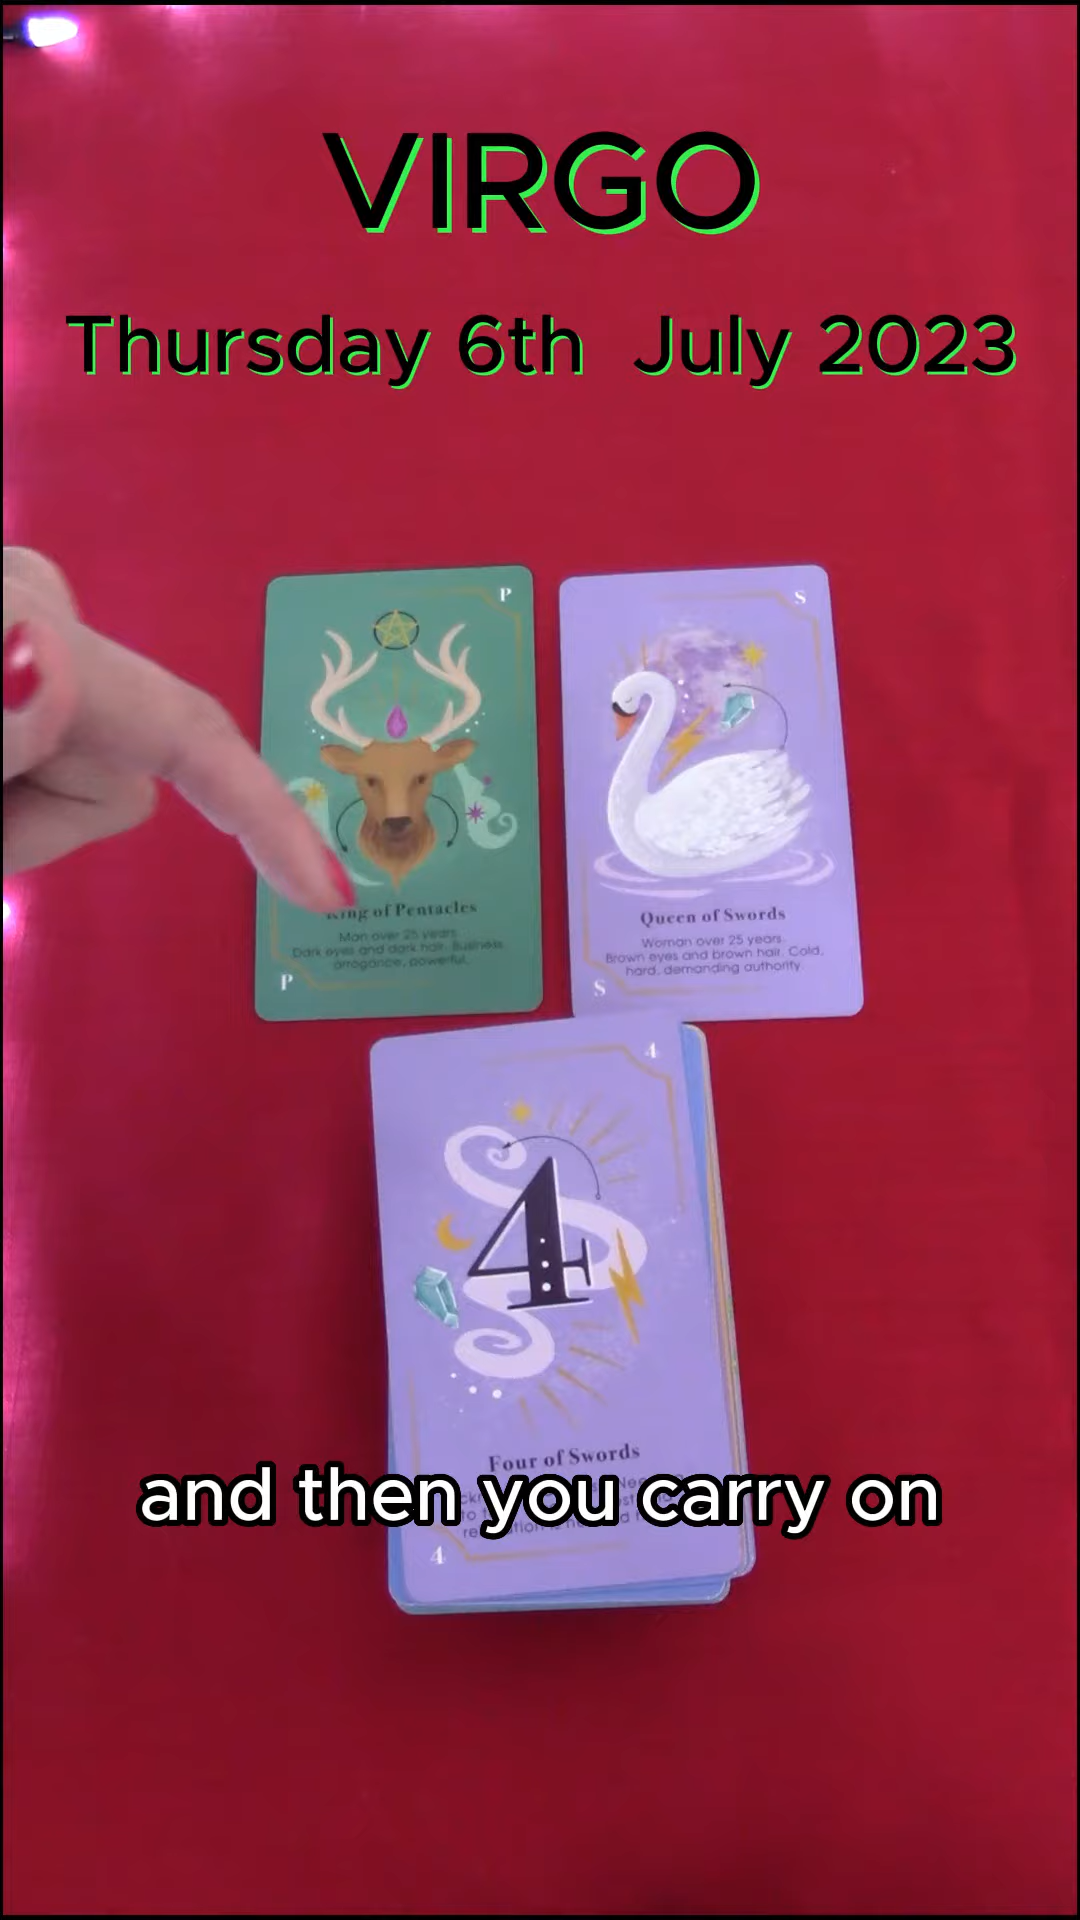 VIRGO
Thursday 6th July 2023
P
King of Pentacles
Man over 25 years.
Dark eyes and dark hair. Business,
arrogance, powerful.
P
S
Queen of Swords
Woman over 25 years.
Brown eyes and brown hair. Cold,
hard, demanding authority.
S
4
4
Four of Swords
and then you carry on
4